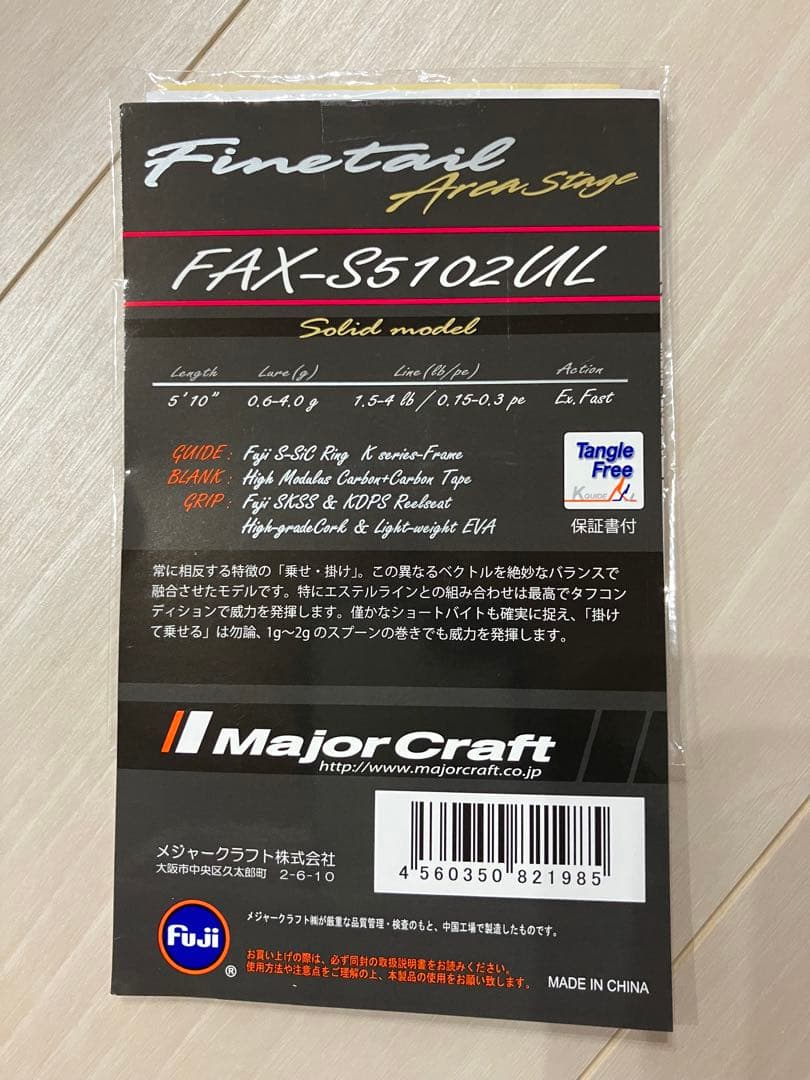 Finetail
Area Stage
FAX-S5102UL
Solid model
Length Lure(g) Line(lb/pe) Action
5'10" 0.6-4.0 g 1.5-4 lb / 0.15-0.3 pe Ex.Fast
GUIDE : Fuji S-SiC Ring K series-Frame
BLANK : High Modulus Carbon+Carbon Tape
GRIP : Fuji SKSS & KDPS Reelseat
High-gradeCork & Light-weight EVA
Tangle
Free
K GUIDE
保証書付
常に相反する特徴の「乗せ・掛け」。この異なるベクトルを絶妙なバランスで
融合させたモデルです。特にエステルラインとの組み合わせは最高でタフコン
ディションで威力を発揮します。僅かなショートバイトも確実に捉え、「掛け
て乗せる」は勿論、1g～2gのスプーンの巻きでも威力を発揮します。
Major Craft
http://www.majorcraft.co.jp
メジャークラフト株式会社
大阪市中央区久太郎町 2-6-10
4 560350 821985
Fuji
®
メジャークラフト㈱が厳重な品質管理・検査のもと、中国工場で製造したものです。
お買い上げの際は、必ず同封の取扱説明書をお読みください。
使用方法や注意点をご理解の上、本製品の使用をお願い致します。
MADE IN CHINA